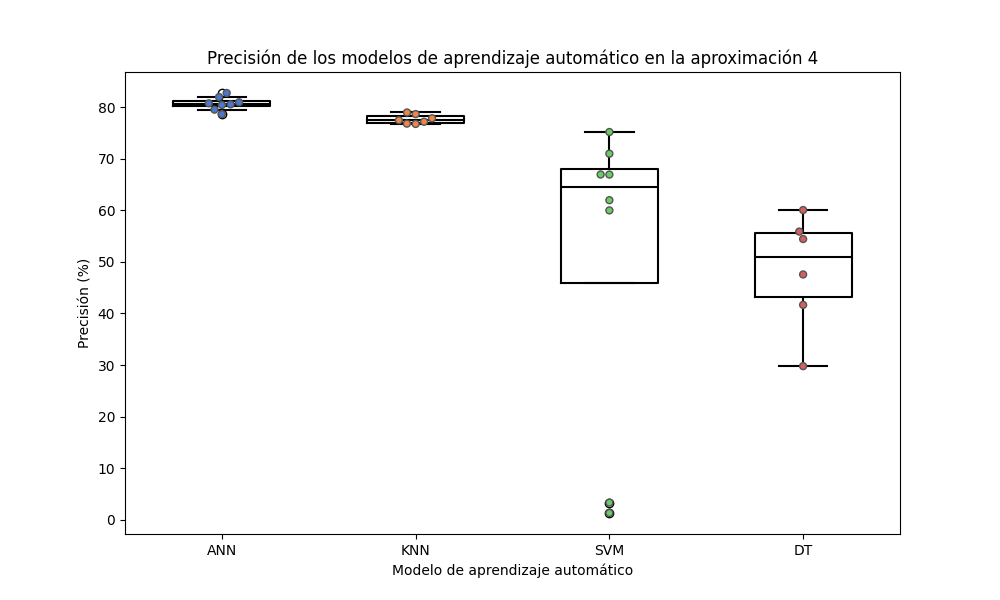 Precisión de los modelos de aprendizaje automático en la aproximación 4
Precisión (%)
80
70
60
50
40
30
20
10
0
ANN KNN SVM DT
Modelo de aprendizaje automático